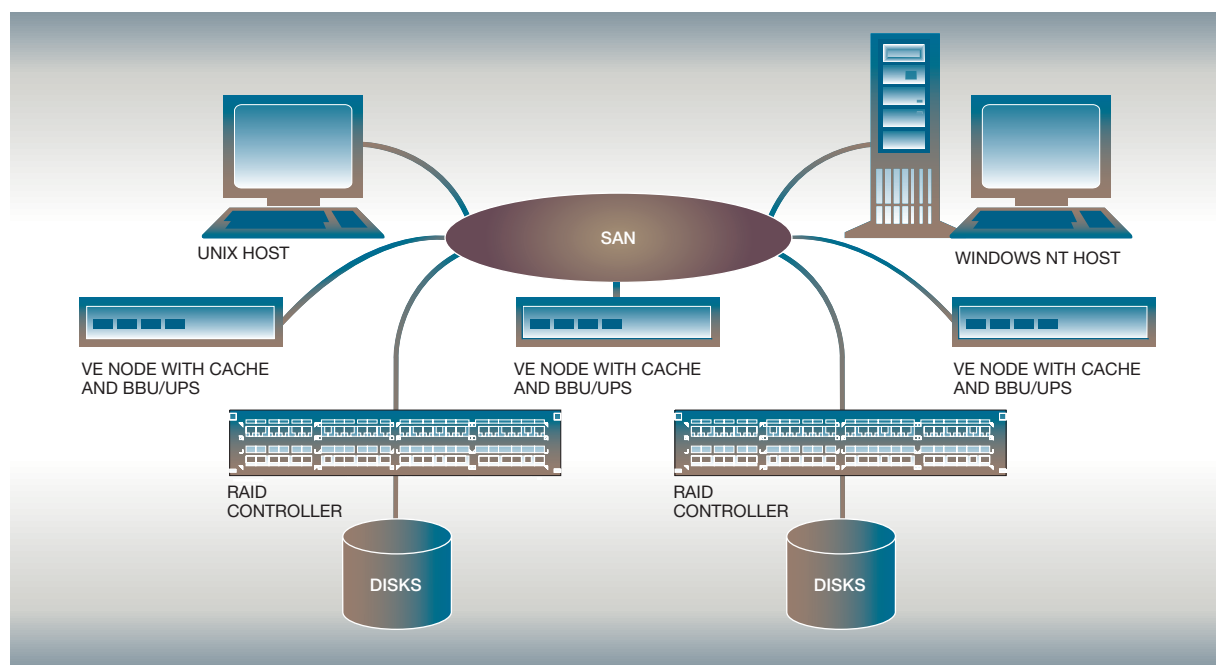 SAN
UNIX HOST
WINDOWS NT HOST
VE NODE WITH CACHE
AND BBU/UPS
VE NODE WITH CACHE
AND BBU/UPS
VE NODE WITH CACHE
AND BBU/UPS
RAID
CONTROLLER
RAID
CONTROLLER
DISKS
DISKS